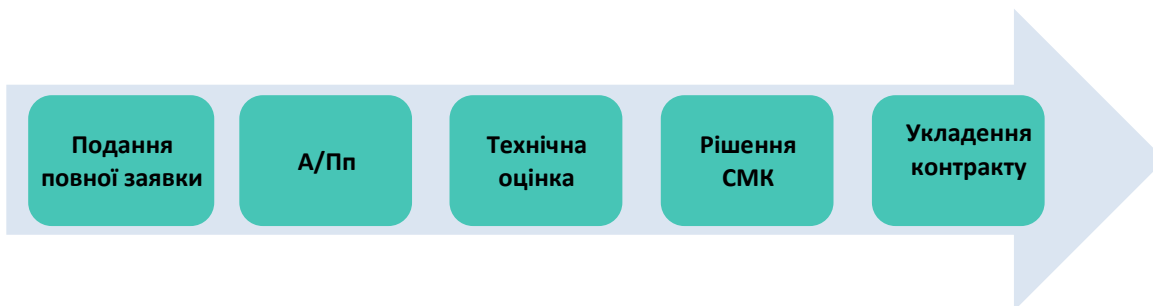 Подання
повної заявки
А/Пп
Технічна
оцінка
Рішення
СМК
Укладення
контракту